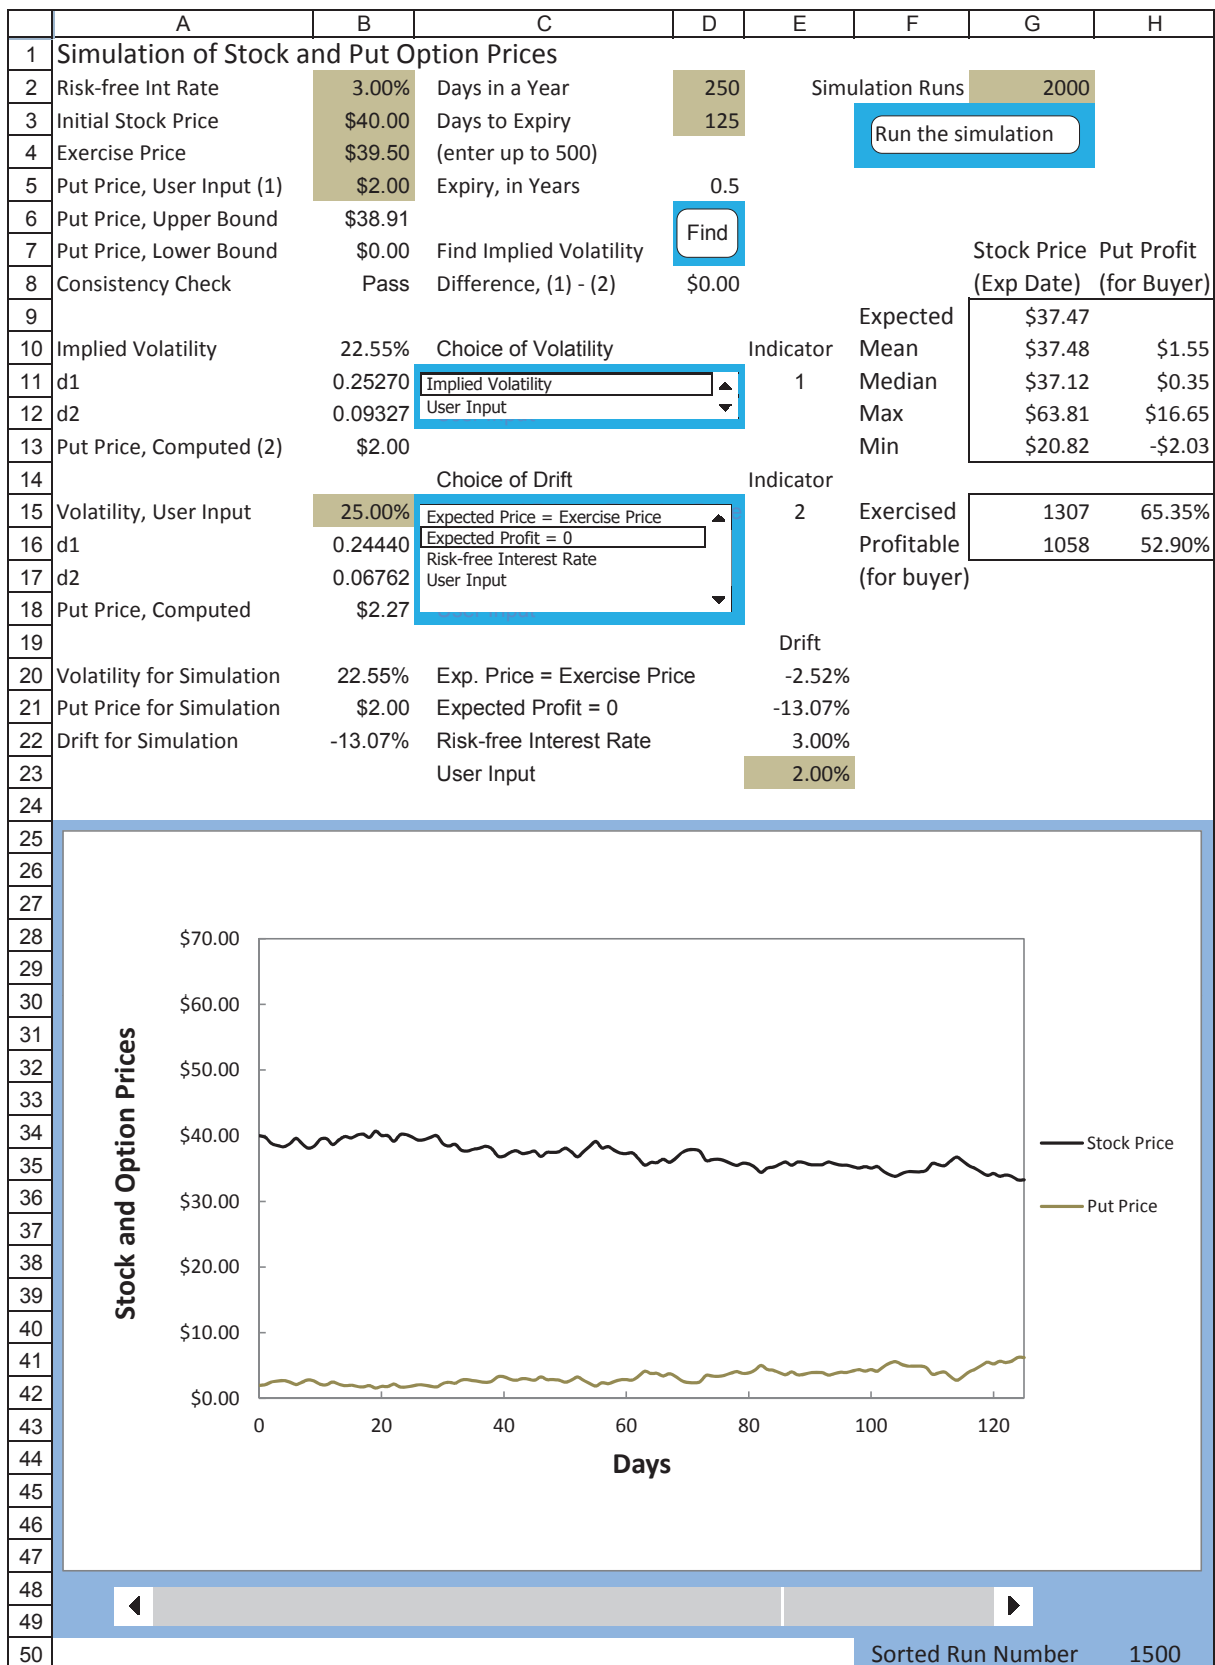 A B C D E F G H
1 Simulation of Stock and Put Option Prices
2 Risk-free Int Rate 3.00% Days in a Year 250 Simulation Runs 2000
3 Initial Stock Price $40.00 Days to Expiry 125 Run the simulation
4 Exercise Price $39.50 (enter up to 500)
5 Put Price, User Input (1) $2.00 Expiry, in Years 0.5
6 Put Price, Upper Bound $38.91 Find
7 Put Price, Lower Bound $0.00 Find Implied Volatility Stock Price Put Profit
8 Consistency Check Pass Difference, (1) - (2) $0.00 (Exp Date) (for Buyer)
9 Expected $37.47
10 Implied Volatility 22.55% Choice of Volatility Indicator Mean $37.48 $1.55
11 d1 0.25270 Implied Volatility 1 Median $37.12 $0.35
12 d2 0.09327 User Input Max $63.81 $16.65
13 Put Price, Computed (2) $2.00 Min $20.82 -$2.03
14 Choice of Drift Indicator
15 Volatility, User Input 25.00% Expected Price = Exercise Price 2 Exercised 1307 65.35%
16 d1 0.24440 Expected Profit = 0 Profitable 1058 52.90%
Risk-free Interest Rate
17 d2 0.06762 User Input (for buyer)
18 Put Price, Computed $2.27
19 Drift
20 Volatility for Simulation 22.55% Exp. Price = Exercise Price -2.52%
21 Put Price for Simulation $2.00 Expected Profit = 0 -13.07%
22 Drift for Simulation -13.07% Risk-free Interest Rate 3.00%
23 User Input 2.00%
24
25
26
27
28
29
30
31
32
33
34
35
36
37
38
39
40
41
42
43
44
45
46
47
48
49
50
$70.00
$60.00
$50.00
$40.00
$30.00
$20.00
$10.00
$0.00
Stock and Option Prices
0 20 40 60 80 100 120
Days
Stock Price
Put Price
Sorted Run Number 1500